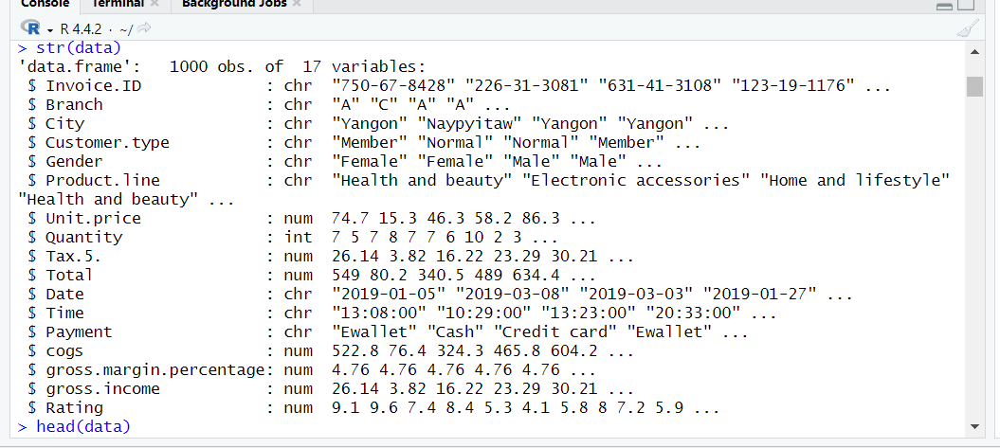 Console Terminal × Background Jobs ×
R R 4.4.2 · ~/
> str(data)
'data.frame': 1000 obs. of 17 variables:
$ Invoice.ID : chr "750-67-8428" "226-31-3081" "631-41-3108" "123-19-1176" ...
$ Branch : chr "A" "C" "A" "A" ...
$ City : chr "Yangon" "Naypyitaw" "Yangon" "Yangon" ...
$ Customer.type : chr "Member" "Normal" "Normal" "Member" ...
$ Gender : chr "Female" "Female" "Male" "Male" ...
$ Product.line : chr "Health and beauty" "Electronic accessories" "Home and lifestyle"
"Health and beauty" ...
$ Unit.price : num 74.7 15.3 46.3 58.2 86.3 ...
$ Quantity : int 7 5 7 8 7 7 6 10 2 3 ...
$ Tax.5. : num 26.14 3.82 16.22 23.29 30.21 ...
$ Total : num 549 80.2 340.5 489 634.4 ...
$ Date : chr "2019-01-05" "2019-03-08" "2019-03-03" "2019-01-27" ...
$ Time : chr "13:08:00" "10:29:00" "13:23:00" "20:33:00" ...
$ Payment : chr "Ewallet" "Cash" "Credit card" "Ewallet" ...
$ cogs : num 522.8 76.4 324.3 465.8 604.2 ...
$ gross.margin.percentage: num 4.76 4.76 4.76 4.76 4.76 ...
$ gross.income : num 26.14 3.82 16.22 23.29 30.21 ...
$ Rating : num 9.1 9.6 7.4 8.4 5.3 4.1 5.8 8 7.2 5.9 ...
> head(data)